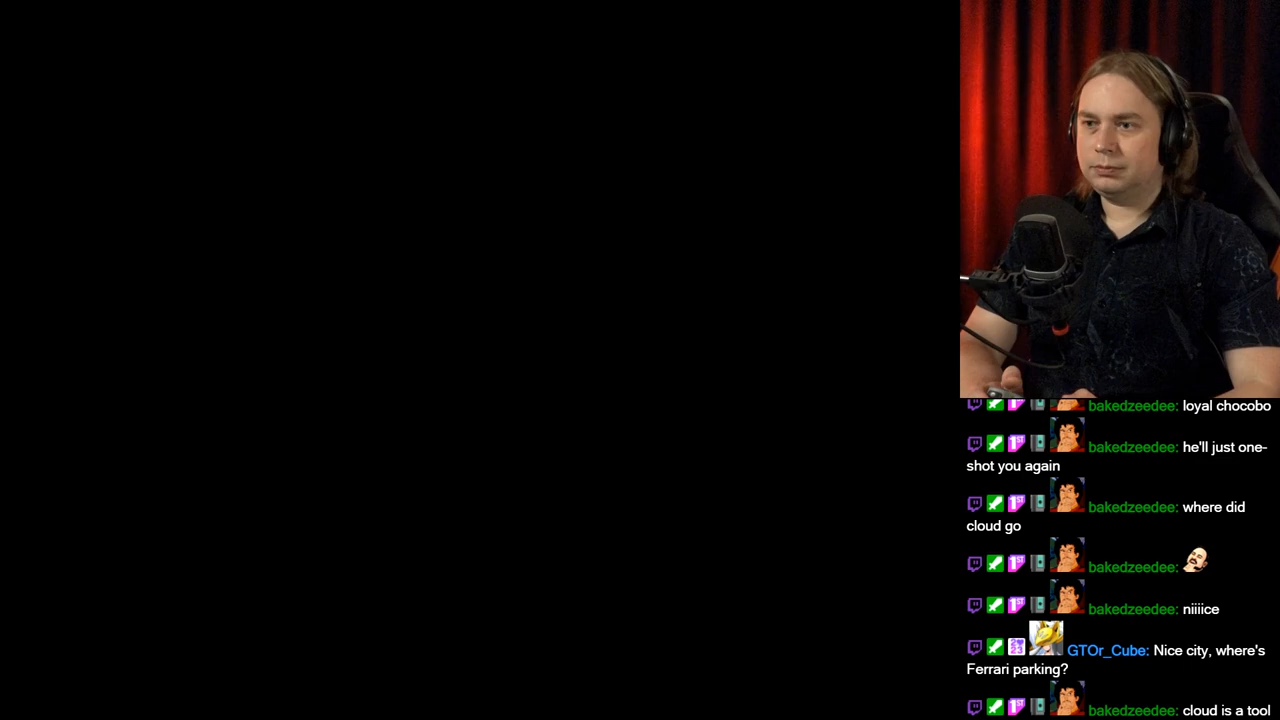 bakedzeedee: loyal chocobo
bakedzeedee: he'll just one-
shot you again
bakedzeedee: where did
cloud go
bakedzeedee:
bakedzeedee: niiiice
GTOr_Cube: Nice city, where's
Ferrari parking?
bakedzeedee: cloud is a tool